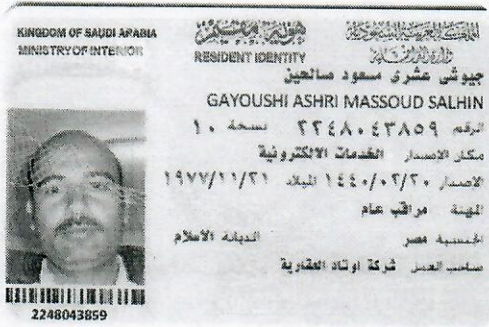 KINGDOM OF SAUDI ARABIA
MINISTRY OF INTERIOR
هوية مقيم
RESIDENT IDENTITY
المملكة العربية السعودية
وزارة الداخلية
جيوشي عشري مسعود صالحين
GAYOUSHI ASHRI MASSOUD SALHIN
الرقم ٢٢٤٨٠٤٣٨٥٩ نسخة ١٠
مكان الاصدار الخدمات الالكترونية
الاصدار ١٤٤٠/٠٢/٢٠ الميلاد ١٩٧٧/١١/٢١
المهنة مراقب عام
الجنسية مصر الديانة الاسلام
صاحب العمل شركة اوتاد العقارية
2248043859